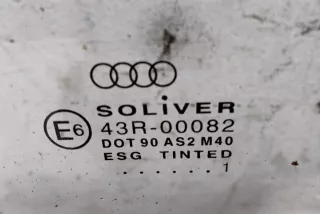 SOLIVER
E6 43R-00082
DOT 90 AS2 M40
ESG TINTED
. . . . . . . 1